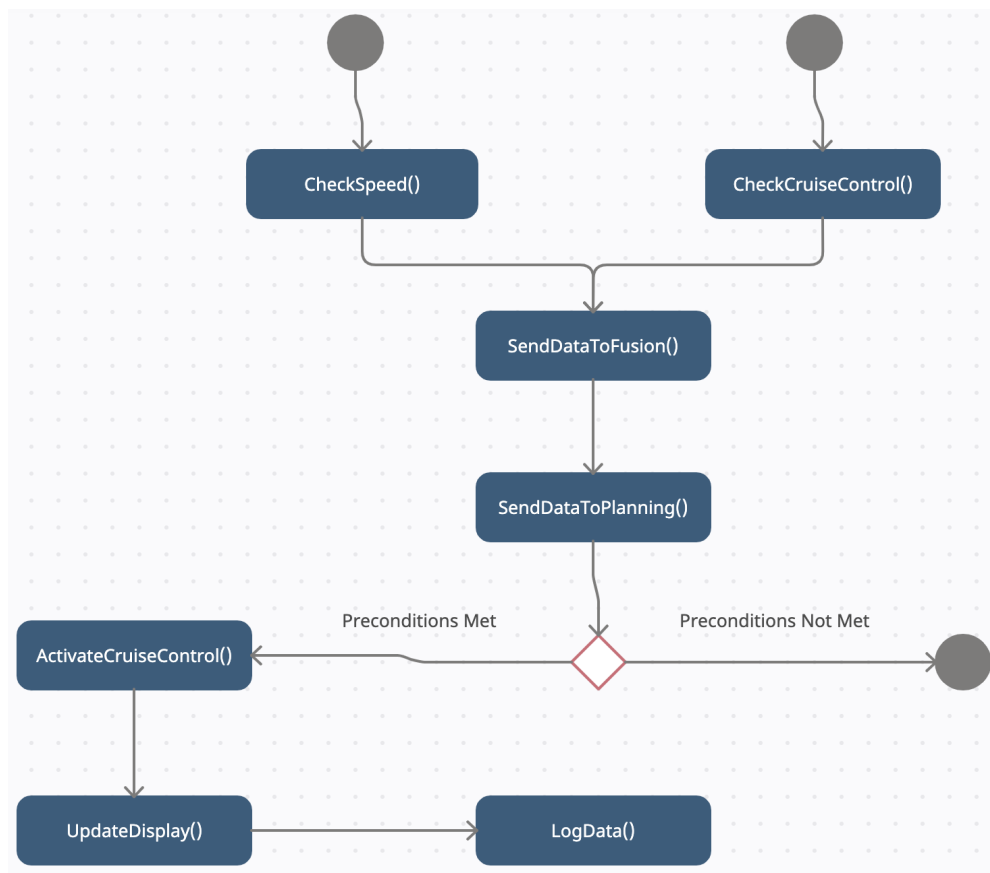 CheckSpeed()
CheckCruiseControl()
SendDataToFusion()
SendDataToPlanning()
Preconditions Met
Preconditions Not Met
ActivateCruiseControl()
UpdateDisplay()
LogData()